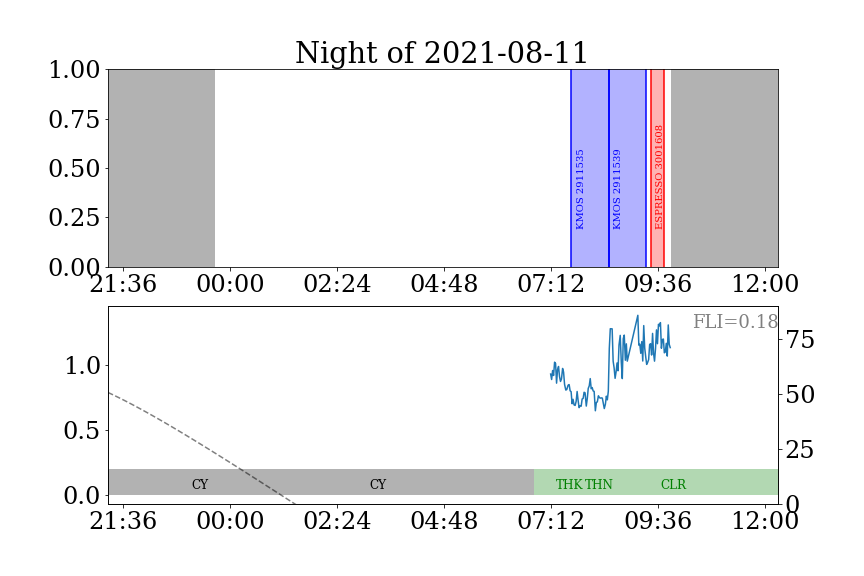 Night of 2021-08-11
1.00
0.75
0.50
0.25
0.00
KMOS 2911535
KMOS 2911539
ESPRESSO 3001608
21:36 00:00 02:24 04:48 07:12 09:36 12:00
FLI=0.18
1.0
0.5
0.0
75
50
25
0
CY CY THK THN CLR
21:36 00:00 02:24 04:48 07:12 09:36 12:00